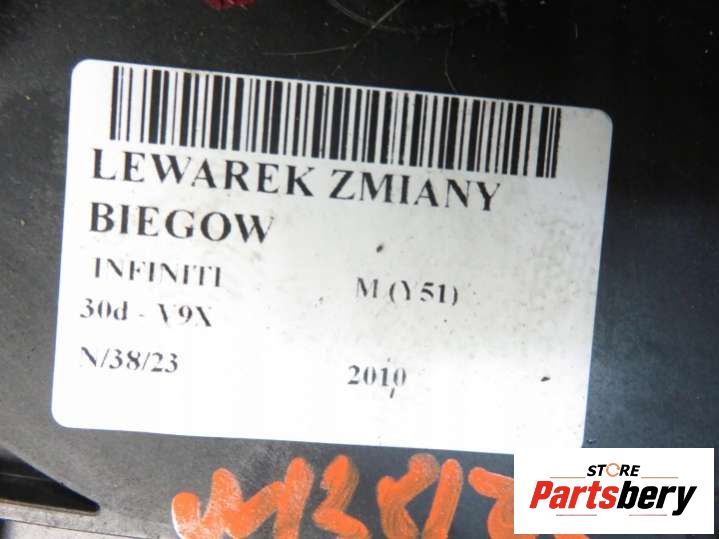 LEWAREK ZMIANY
BIEGOW
INFINITI M (Y51)
30d - V9X
N/38/23 2010
STORE
Partsbery